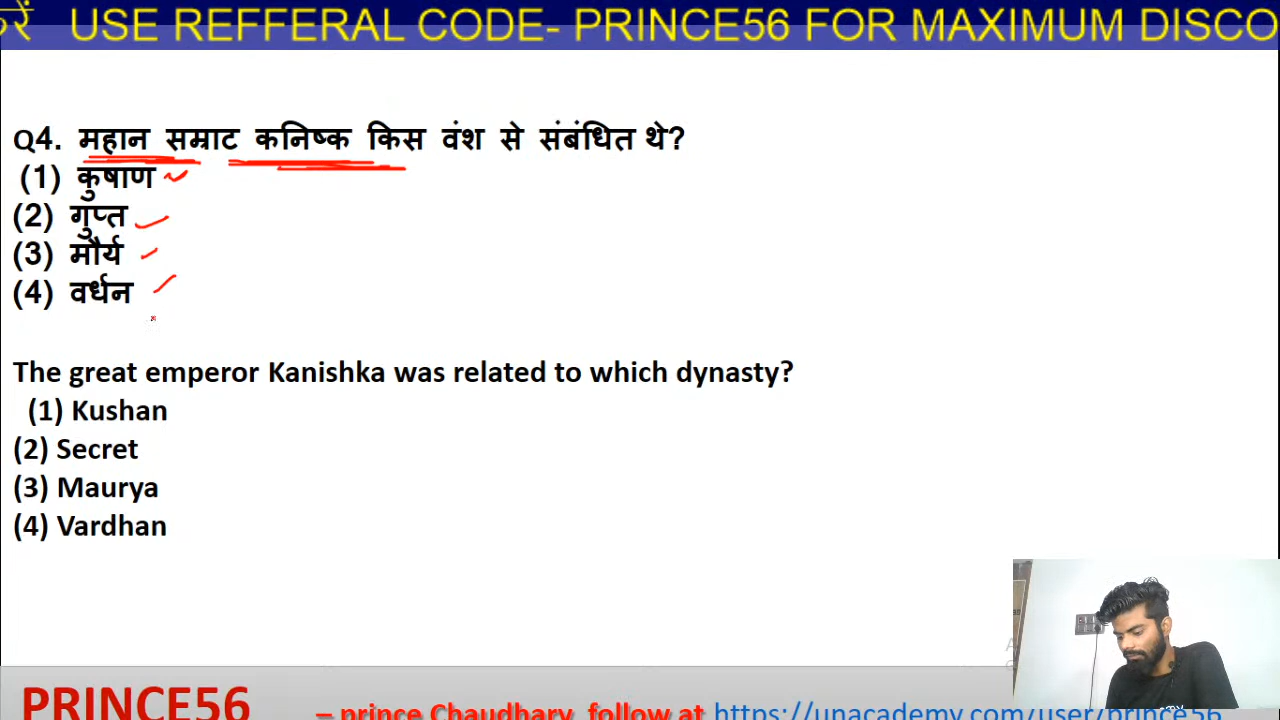 रें USE REFFERAL CODE- PRINCE56 FOR MAXIMUM DISCO
Q4. महान सम्राट कनिष्क किस वंश से संबंधित थे?
(1) कुषाण
(2) गुप्त
(3) मौर्य
(4) वर्धन
The great emperor Kanishka was related to which dynasty?
(1) Kushan
(2) Secret
(3) Maurya
(4) Vardhan
PRINCE56 – prince Chaudhary follow at https://unacademy.com/user/prince56